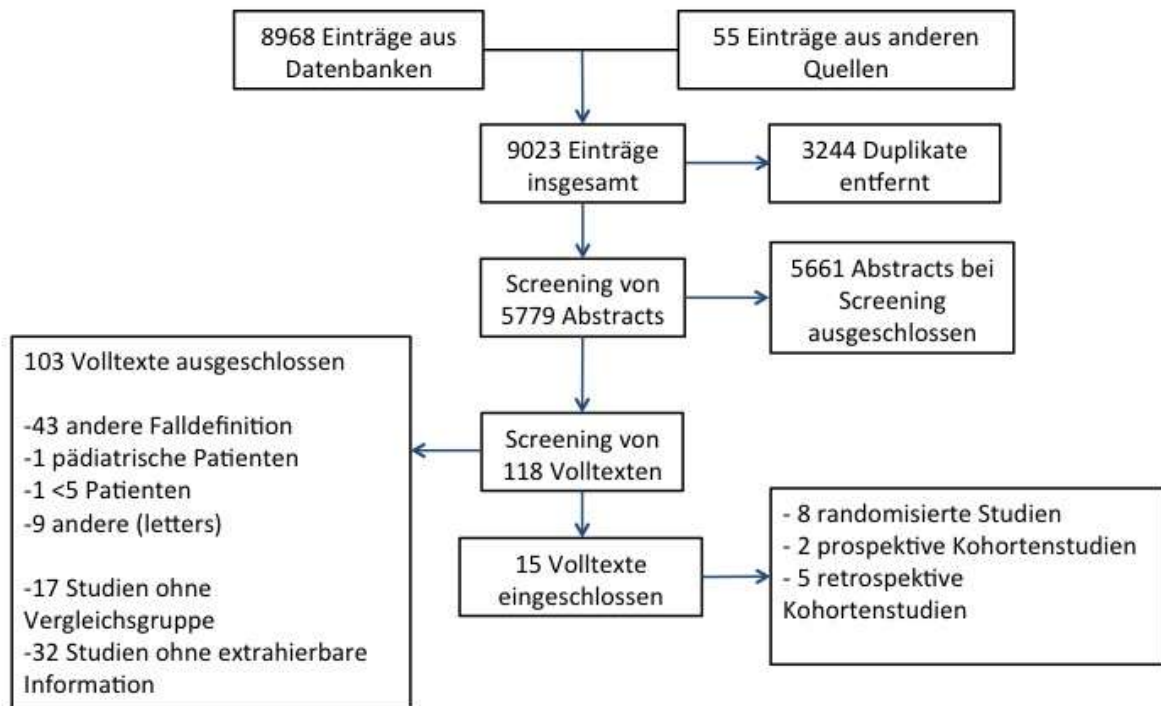 8968 Einträge aus
Datenbanken
55 Einträge aus anderen
Quellen
9023 Einträge
insgesamt
3244 Duplikate
entfernt
Screening von
5779 Abstracts
5661 Abstracts bei
Screening
ausgeschlossen
103 Volltexte ausgeschlossen
-43 andere Falldefinition
-1 pädiatrische Patienten
-1 <5 Patienten
-9 andere (letters)
-17 Studien ohne
Vergleichsgruppe
-32 Studien ohne extrahierbare
Information
Screening von
118 Volltexten
15 Volltexte
eingeschlossen
- 8 randomisierte Studien
- 2 prospektive Kohortenstudien
- 5 retrospektive
Kohortenstudien